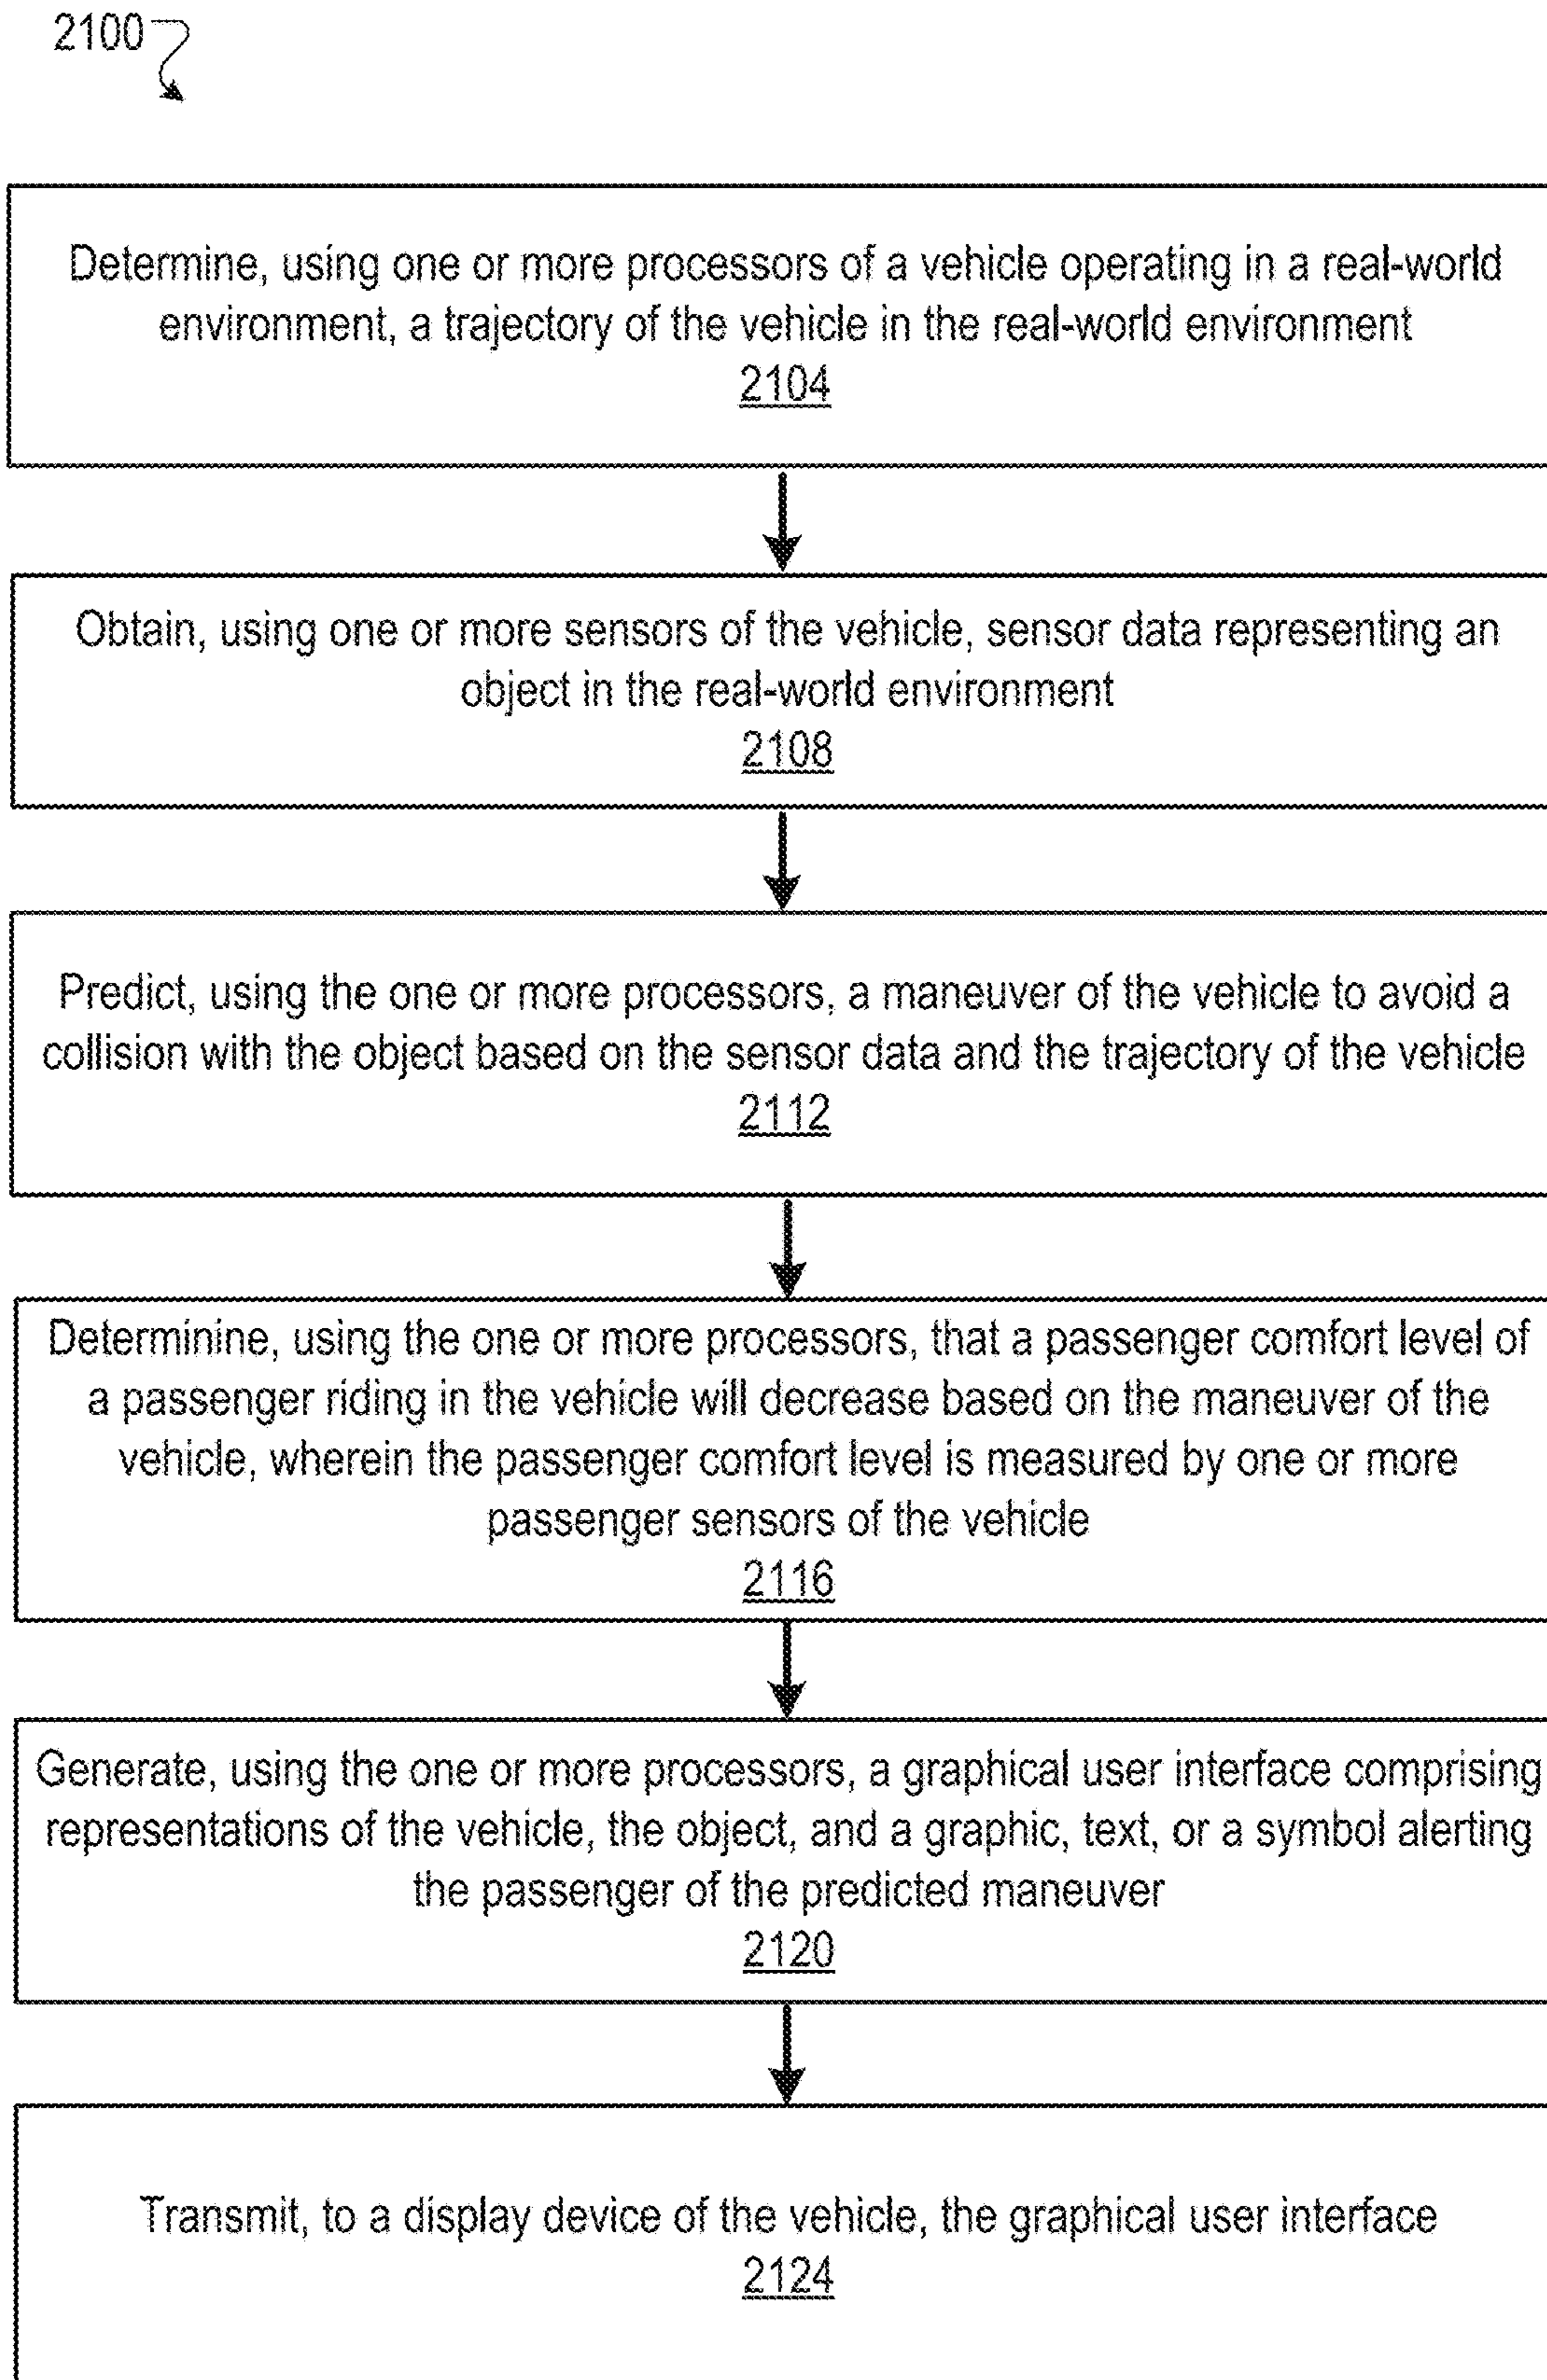 2100
Determine, using one or more processors of a vehicle operating in a real-world
environment, a trajectory of the vehicle in the real-world environment
2104
Obtain, using one or more sensors of the vehicle, sensor data representing an
object in the real-world environment
2108
Predict, using the one or more processors, a maneuver of the vehicle to avoid a
collision with the object based on the sensor data and the trajectory of the vehicle
2112
Determinine, using the one or more processors, that a passenger comfort level of
a passenger riding in the vehicle will decrease based on the maneuver of the
vehicle, wherein the passenger comfort level is measured by one or more
passenger sensors of the vehicle
2116
Generate, using the one or more processors, a graphical user interface comprising
representations of the vehicle, the object, and a graphic, text, or a symbol alerting
the passenger of the predicted maneuver
2120
Transmit, to a display device of the vehicle, the graphical user interface
2124